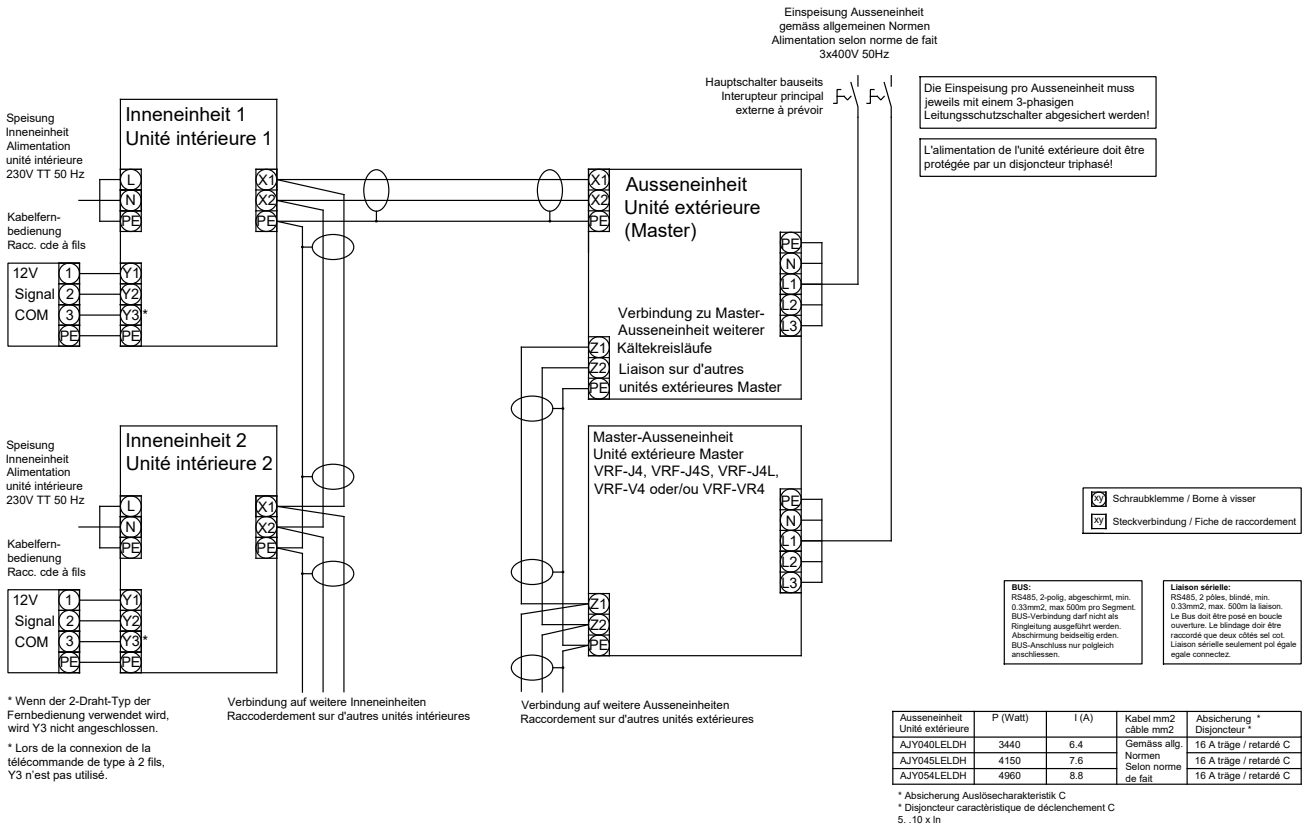 Einspeisung Ausseneinheit
gemäss allgemeinen Normen
Alimentation selon norme de fait
3x400V 50Hz
Hauptschalter bauseits
Interupteur principal
externe à prévoir
Die Einspeisung pro Ausseneinheit muss
jeweils mit einem 3-phasigen
Leitungsschutzschalter abgesichert werden!
L'alimentation de l'unité extérieure doit être
protégée par un disjoncteur triphasé!
Speisung
Inneneinheit
Alimentation
unité intérieure
230V TT 50 Hz
Inneneinheit 1
Unité intérieure 1
L
N
PE
X1
X2
PE
Kabelfern-
bedienung
Racc. cde à fils
12V 1 Y1
Signal 2 Y2
COM 3 Y3 *
PE PE
X1
X2
PE
Ausseneinheit
Unité extérieure
(Master)
PE
N
L1
L2
L3
Verbindung zu Master-
Ausseneinheit weiterer
Z1 Kältekreisläufe
Z2 Liaison sur d'autres
PE unités extérieures Master
Speisung
Inneneinheit
Alimentation
unité intérieure
230V TT 50 Hz
Inneneinheit 2
Unité intérieure 2
L
N
PE
X1
X2
PE
Kabelfern-
bedienung
Racc. cde à fils
12V 1 Y1
Signal 2 Y2
COM 3 Y3 *
PE PE
Master-Ausseneinheit
Unité extérieure Master
VRF-J4, VRF-J4S, VRF-J4L,
VRF-V4 oder/ou VRF-VR4
PE
N
L1
L2
L3
Z1
Z2
PE
xy Schraubklemme / Borne à visser
xy Steckverbindung / Fiche de raccordement
BUS:
RS485, 2-polig, abgeschirmt, min.
0.33mm2, max 500m pro Segment.
BUS-Verbindung darf nicht als
Ringleitung ausgeführt werden.
Abschirmung beidseitig erden.
BUS-Anschluss nur polgleich
anschliessen.
Liaison sérielle:
RS485, 2 pôles, blindé, min.
0.33mm2, max. 500m la liaison.
Le Bus doit être posé en boucle
ouverture. Le blindage doir être
raccordé que deux côtés sel cot.
Liaison sérielle seulement pol égale
egale connectez.
* Wenn der 2-Draht-Typ der
Fernbedienung verwendet wird,
wird Y3 nicht angeschlossen.
* Lors de la connexion de la
télécommande de type à 2 fils,
Y3 n'est pas utilisé.
Verbindung auf weitere Inneneinheiten
Raccoderdement sur d'autres unités intérieures
Verbindung auf weitere Ausseneinheiten
Raccordement sur d'autres unités extérieures
Ausseneinheit P (Watt) I (A) Kabel mm2 Absicherung *
Unité extérieure câble mm2 Disjoncteur *
AJY040LELDH 3440 6.4 Gemäss allg. 16 A träge / retardé C
AJY045LELDH 4150 7.6 Normen 16 A träge / retardé C
Selon norme
AJY054LELDH 4960 8.8 de fait 16 A träge / retardé C
* Absicherung Auslösecharakteristik C
* Disjoncteur caractèristique de déclenchement C
5. .10 x In